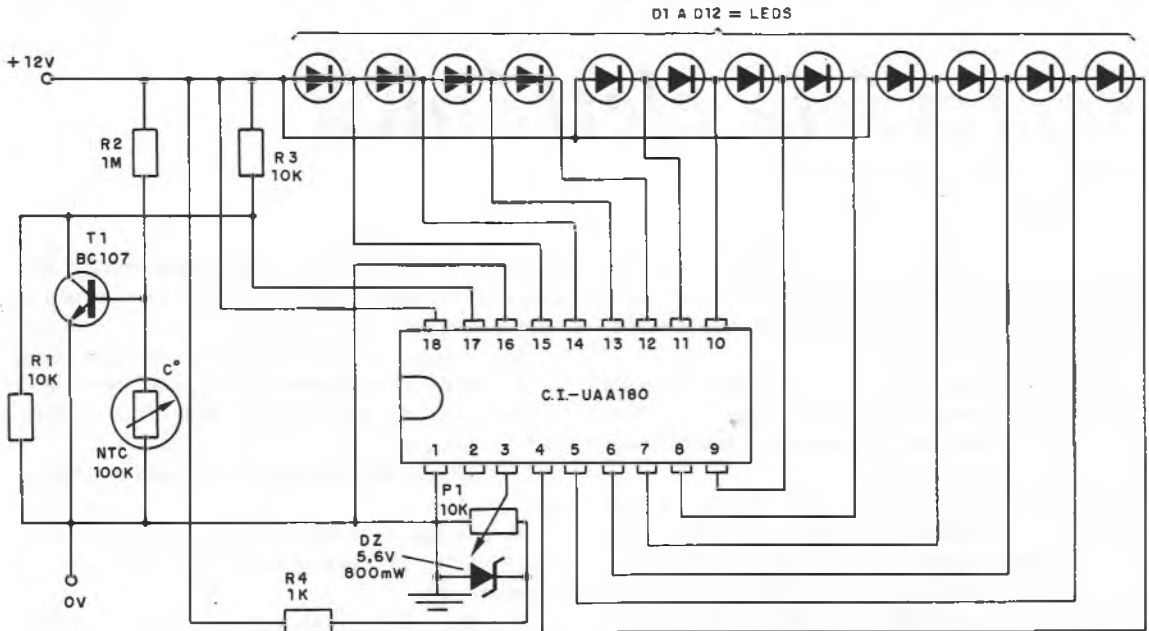 D1 A D12 = LEDS
+12V
R2
1M
R3
10K
T1
BC107
R1
10K
C°
NTC
100K
18 17 16 15 14 13 12 11 10
C.I.-UAA180
1 2 3 4 5 6 7 8 9
P1
10K
DZ
5,6V
800mW
R4
1K
0V